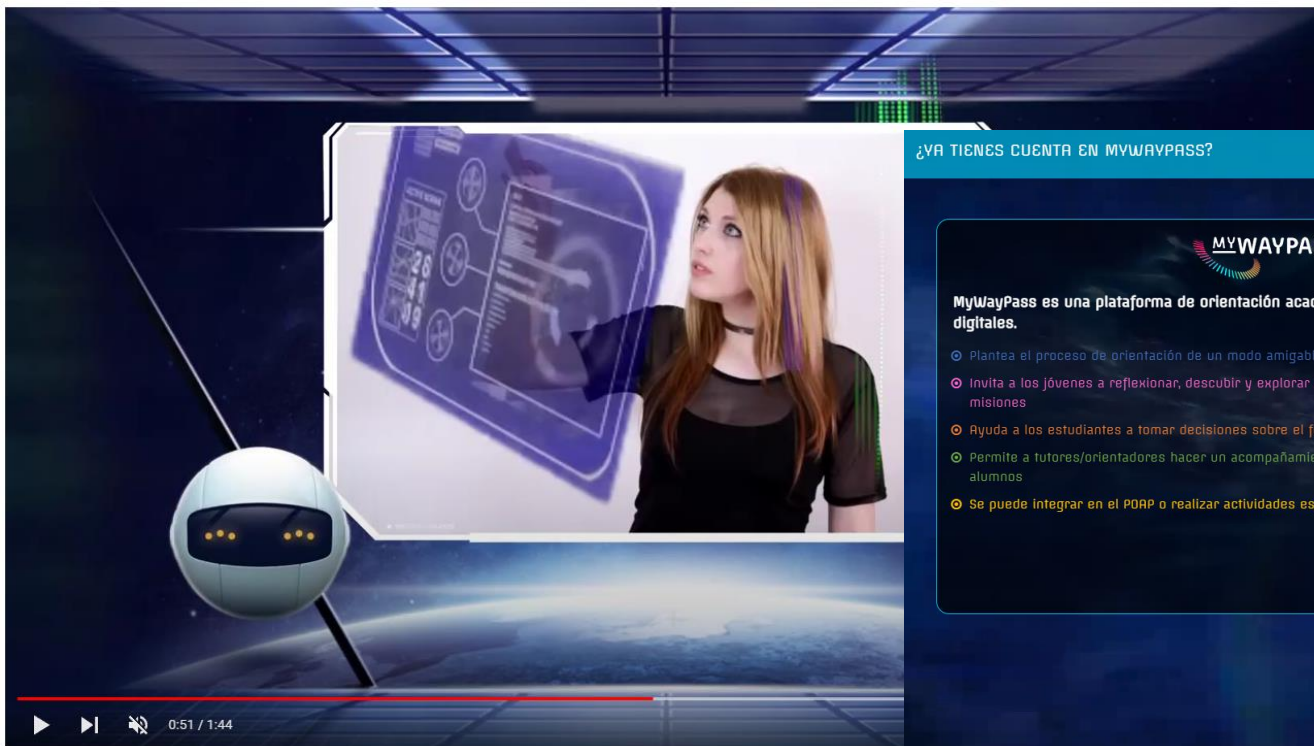 ¿YA TIENES CUENTA EN MYWAYPASS?
MYWAYPA
MyWayPass es una plataforma de orientación acad
digitales.
Plantea el proceso de orientación de un modo amigabl
Invita a los jóvenes a reflexionar, descubir y explorar
misiones
Ayuda a los estudiantes a tomar decisiones sobre el f
Permite a tutores/orientadores hacer un acompañamie
alumnos
Se puede integrar en el POAP o realizar actividades es
26
41
39
0:51 / 1:44